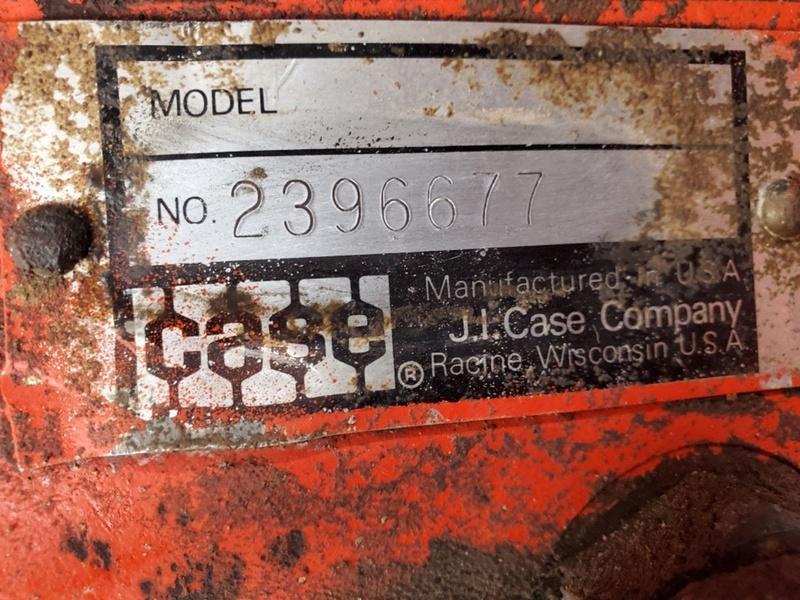 MODEL
NO. 2396677
case ®
Manufactured in U.S.A
J.I. Case Company
Racine, Wisconsin U.S.A